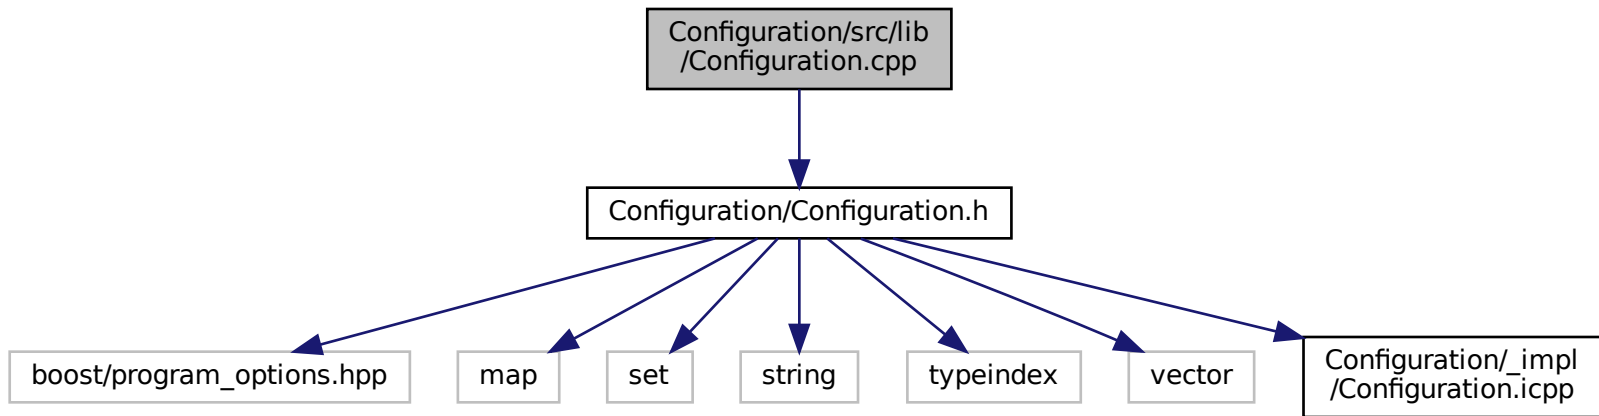 Configuration/src/lib
/Configuration.cpp
Configuration/Configuration.h
boost/program_options.hpp
map
set
string
typeindex
vector
Configuration/_impl
/Configuration.icpp